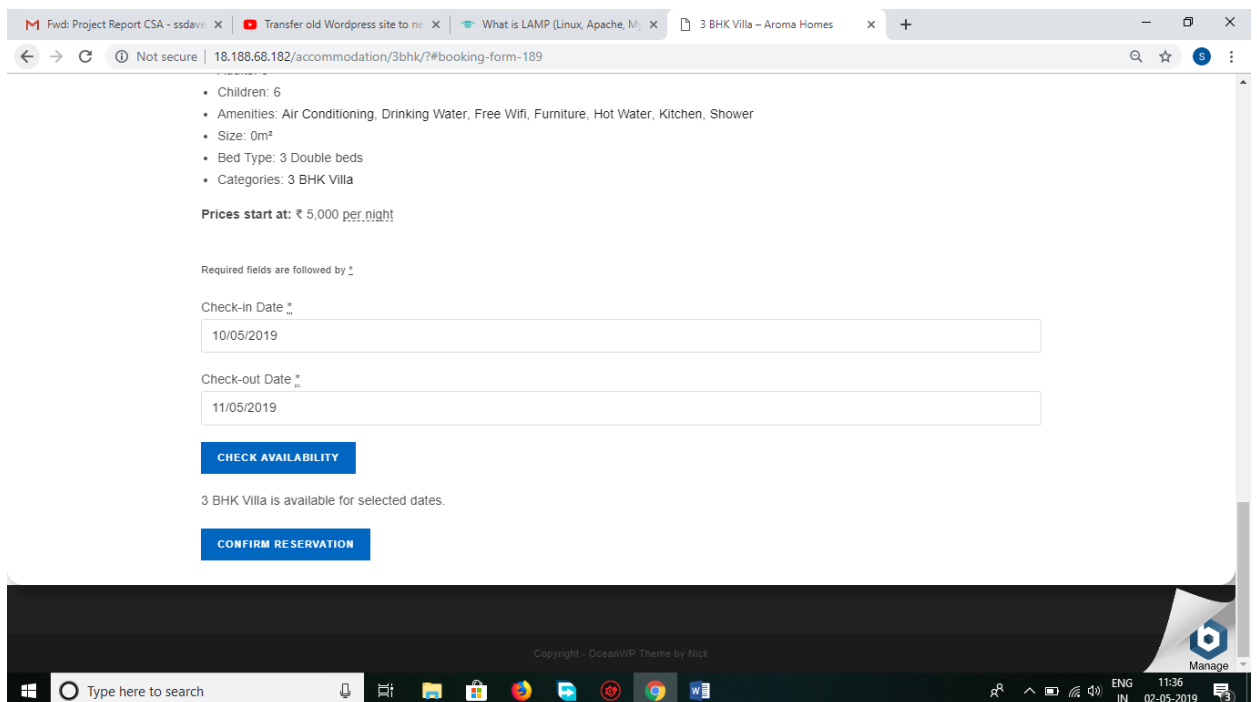 Fwd: Project Report CSA - ssdave
Transfer old Wordpress site to ne
What is LAMP (Linux, Apache, My
3 BHK Villa – Aroma Homes
Not secure | 18.188.68.182/accommodation/3bhk/?#booking-form-189
S
• Children: 6
• Amenities: Air Conditioning, Drinking Water, Free Wifi, Furniture, Hot Water, Kitchen, Shower
• Size: 0m²
• Bed Type: 3 Double beds
• Categories: 3 BHK Villa
Prices start at: ₹ 5,000 per night
Required fields are followed by *
Check-in Date *
10/05/2019
Check-out Date *
11/05/2019
CHECK AVAILABILITY
3 BHK Villa is available for selected dates.
CONFIRM RESERVATION
Copyright - OceanWP Theme by Nick
Manage
Type here to search
ENG
IN
11:36
02-05-2019
3